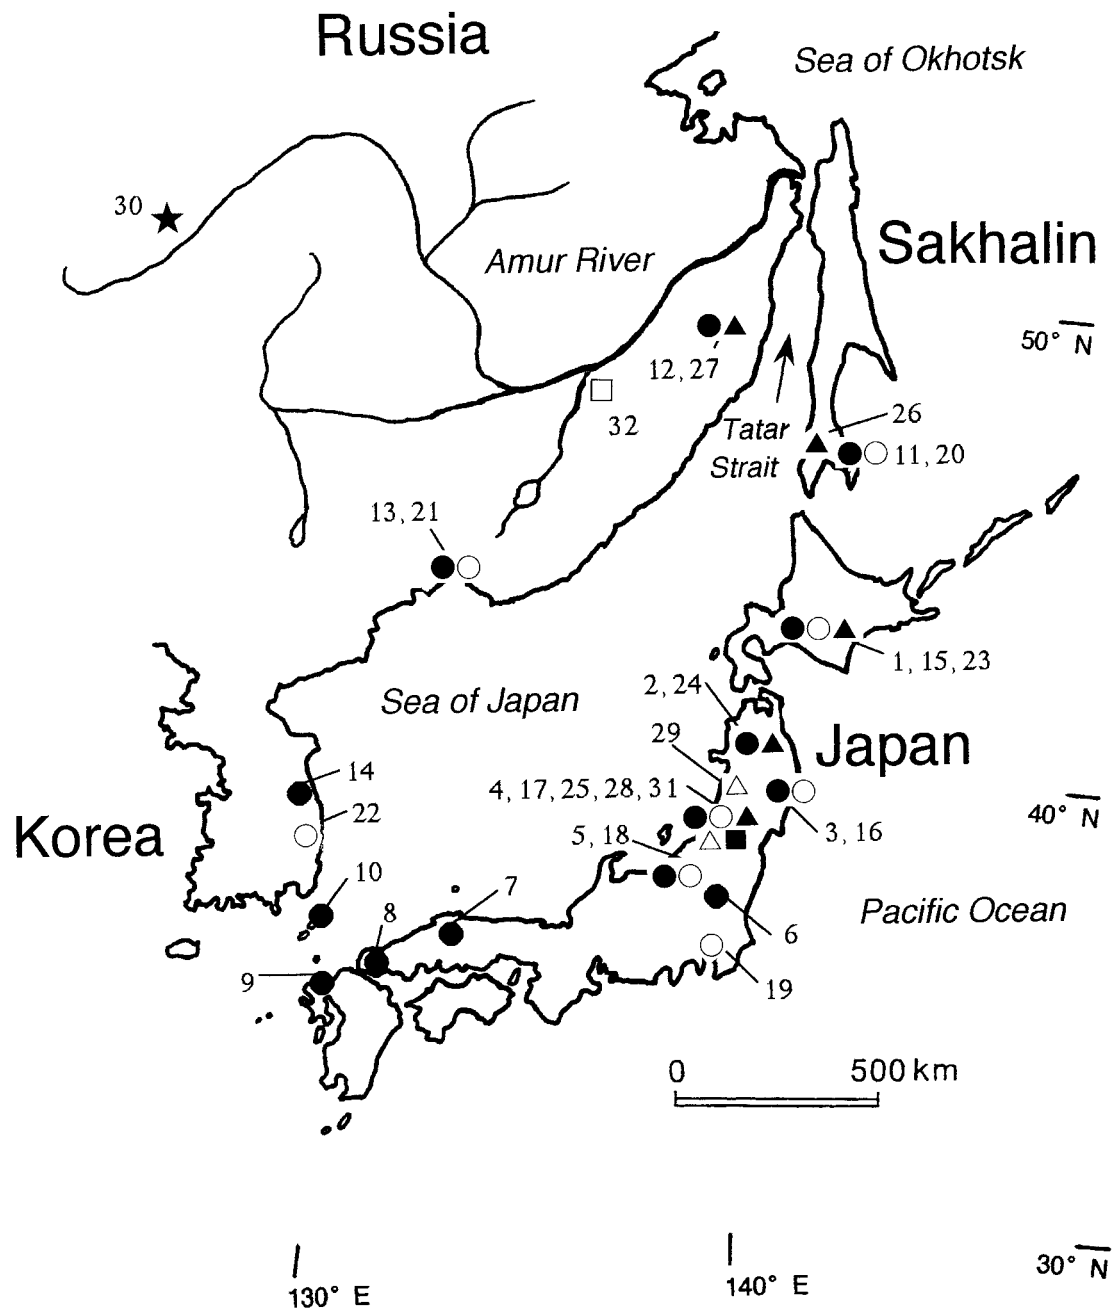 Russia
Sea of Okhotsk
30
Sakhalin
Amur River
50° N
12, 27
32
26
Tatar
Strait
11, 20
13, 21
1, 15, 23
2, 24
Sea of Japan
29
Japan
14
4, 17, 25, 28, 31
22
40° N
Korea
5, 18
3, 16
10
7
8
Pacific Ocean
6
9
19
0
500 km
30° N
130° E
140° E